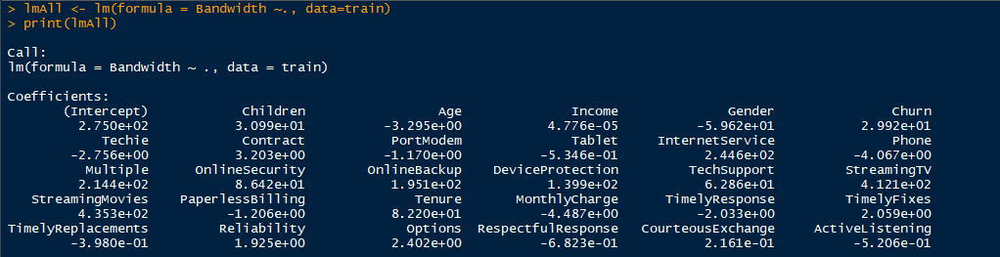 > lmAll <- lm(formula = Bandwidth ~., data=train)
> print(lmAll)
Call:
lm(formula = Bandwidth ~ ., data = train)
Coefficients:
(Intercept) Children Age Income Gender Churn
2.750e+02 3.099e+01 -3.295e+00 4.776e-05 -5.962e+01 2.992e+01
Techie Contract PortModem Tablet InternetService Phone
-2.756e+00 3.203e+00 -1.170e+00 -5.346e-01 2.446e+02 -4.067e+00
Multiple OnlineSecurity OnlineBackup DeviceProtection TechSupport StreamingTV
2.144e+02 8.642e+01 1.951e+02 1.399e+02 6.286e+01 4.121e+02
StreamingMovies PaperlessBilling Tenure MonthlyCharge TimelyResponse TimelyFixes
4.353e+02 -1.206e+00 8.220e+01 -4.487e+00 -2.033e+00 2.059e+00
TimelyReplacements Reliability Options RespectfulResponse CourteousExchange ActiveListening
-3.980e-01 1.925e+00 2.402e+00 -6.823e-01 2.161e-01 -5.206e-01